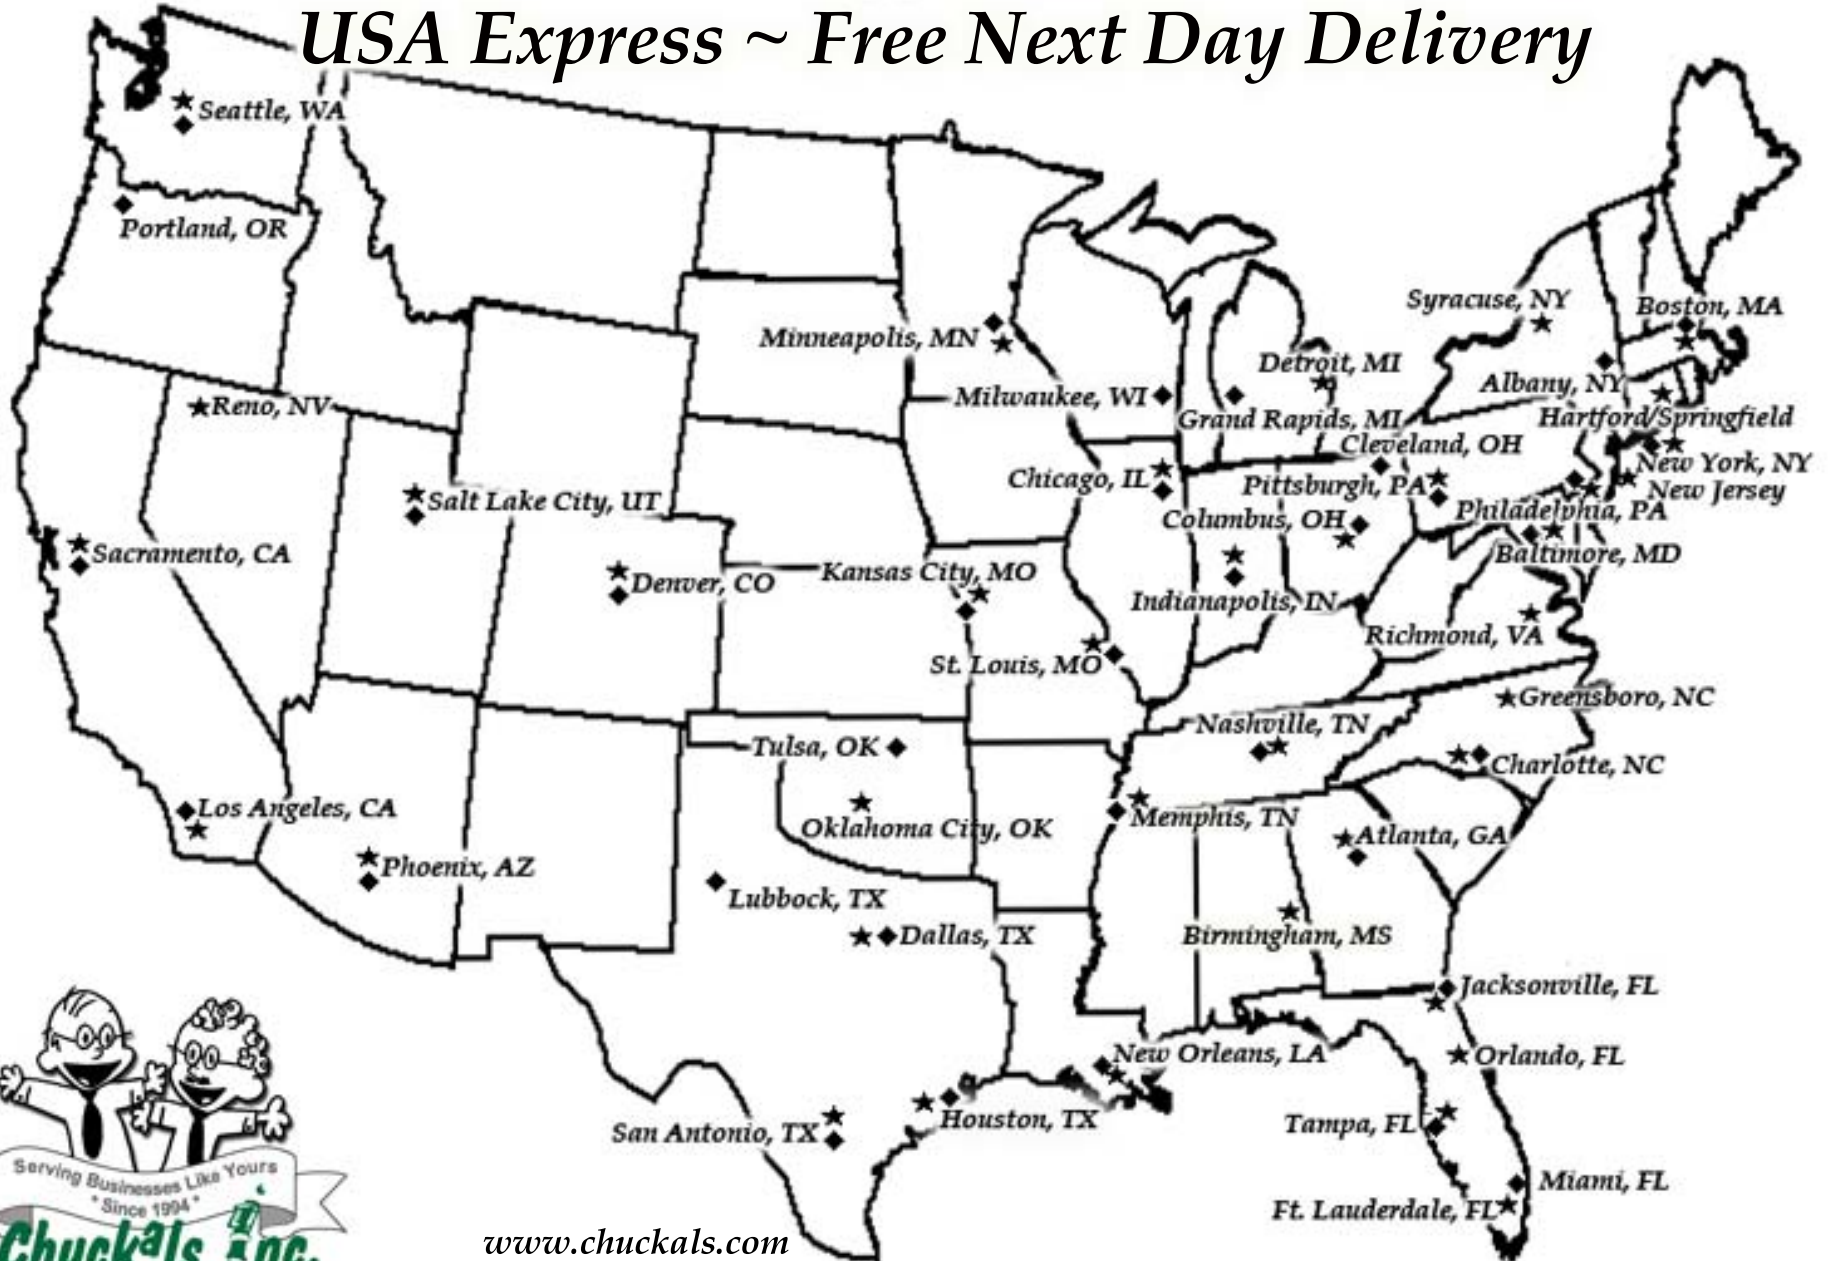 USA Express ~ Free Next Day Delivery
Seattle, WA
Portland, OR
Syracuse, NY
Boston, MA
Minneapolis, MN
Detroit, MI
Albany, NY
Milwaukee, WI
Reno, NV
Grand Rapids, MI
Hartford/Springfield
Cleveland, OH
New York, NY
Chicago, IL
Pittsburgh, PA
New Jersey
Salt Lake City, UT
Philadelphia, PA
Columbus, OH
Sacramento, CA
Baltimore, MD
Kansas City, MO
Denver, CO
Indianapolis, IN
Richmond, VA
St. Louis, MO
Greensboro, NC
Nashville, TN
Tulsa, OK
Charlotte, NC
Los Angeles, CA
Memphis, TN
Oklahoma City, OK
Atlanta, GA
Phoenix, AZ
Lubbock, TX
Dallas, TX
Birmingham, MS
Jacksonville, FL
New Orleans, LA
Orlando, FL
Houston, TX
Tampa, FL
San Antonio, TX
Miami, FL
Ft. Lauderdale, FL
Serving Businesses Like Yours
* Since 1994 *
Chuckals Inc.
www.chuckals.com